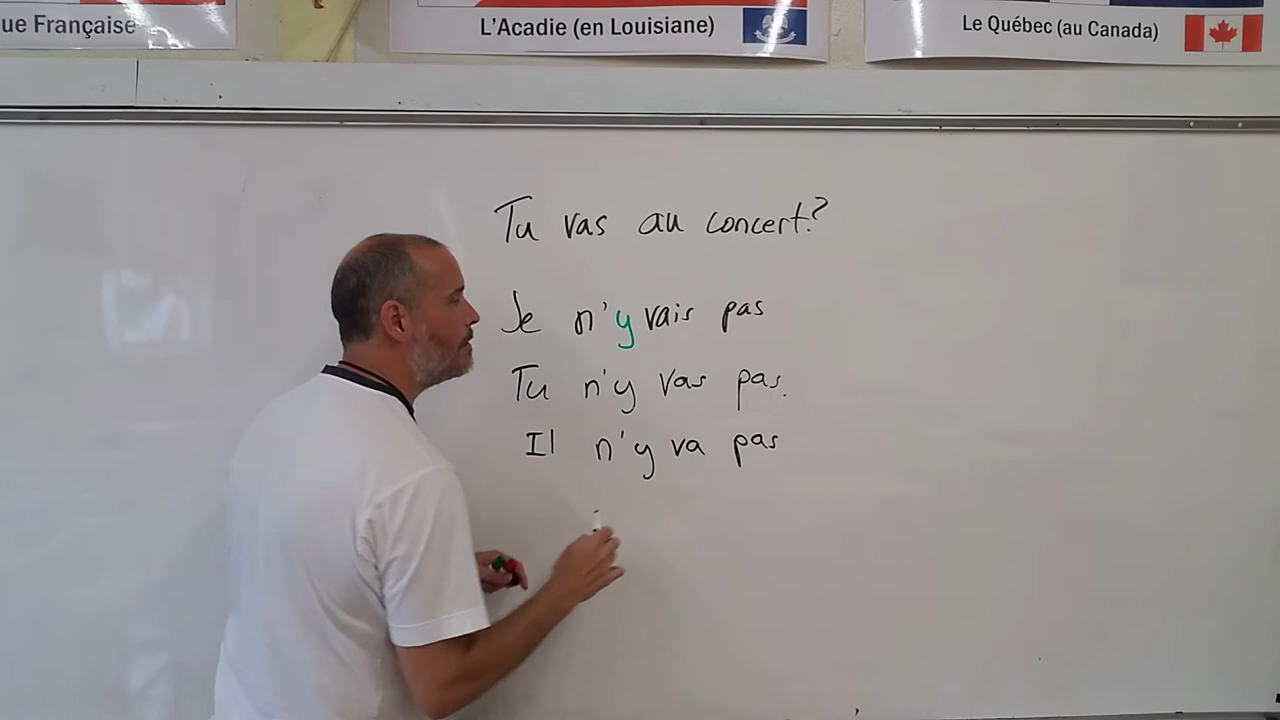 ue Française
L'Acadie (en Louisiane)
Le Québec (au Canada)
Tu vas au concert?
Je n'y vais pas
Tu n'y vas pas.
Il n'y va pas